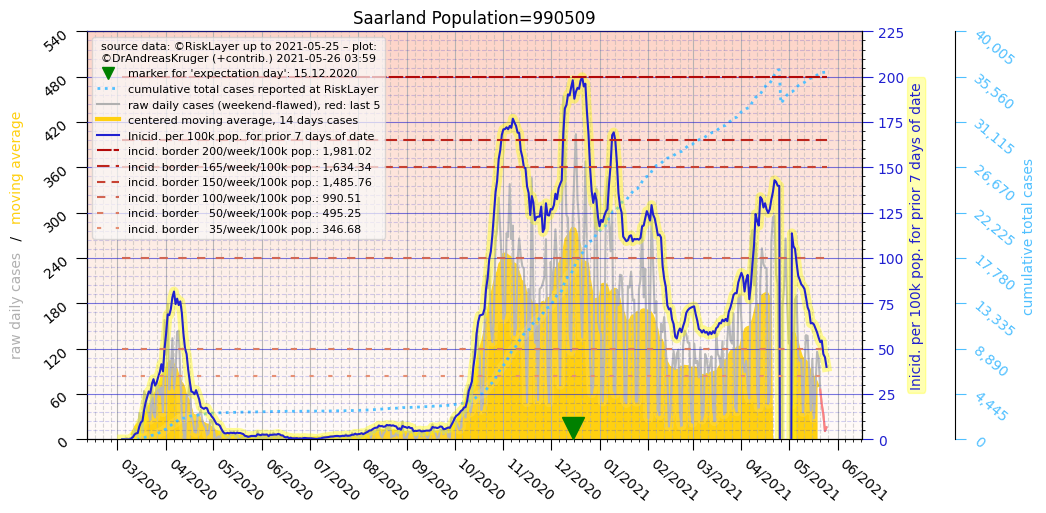 Saarland Population=990509
source data: ©RiskLayer up to 2021-05-25 – plot:
©DrAndreasKruger (+contrib.) 2021-05-26 03:59
marker for 'expectation day': 15.12.2020
cumulative total cases reported at RiskLayer
raw daily cases (weekend-flawed), red: last 5
centered moving average, 14 days cases
Inicid. per 100k pop. for prior 7 days of date
incid. border 200/week/100k pop.: 1,981.02
incid. border 165/week/100k pop.: 1,634.34
incid. border 150/week/100k pop.: 1,485.76
incid. border 100/week/100k pop.: 990.51
incid. border   50/week/100k pop.: 495.25
incid. border   35/week/100k pop.: 346.68
raw daily cases / moving average
540
480
420
360
300
240
180
120
60
0
225
200
175
150
125
100
75
50
25
0
Inicid. per 100k pop. for prior 7 days of date
40,005
35,560
31,115
26,670
22,225
17,780
13,335
8,890
4,445
0
cumulative total cases
03/2020
04/2020
05/2020
06/2020
07/2020
08/2020
09/2020
10/2020
11/2020
12/2020
01/2021
02/2021
03/2021
04/2021
05/2021
06/2021